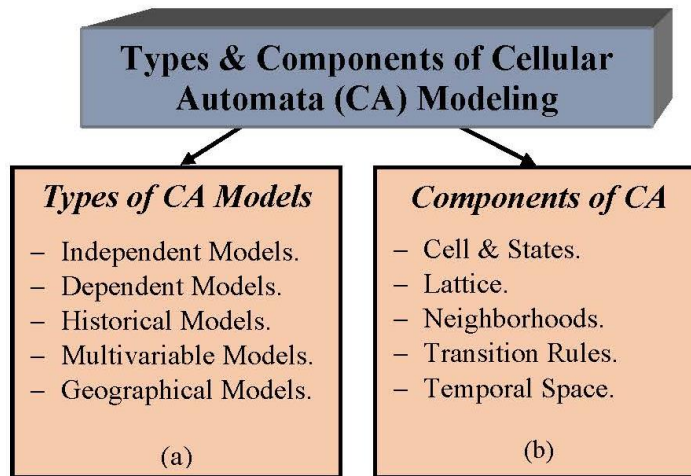 Types & Components of Cellular
Automata (CA) Modeling
Types of CA Models
– Independent Models.
– Dependent Models.
– Historical Models.
– Multivariable Models.
– Geographical Models.
(a)
Components of CA
– Cell & States.
– Lattice.
– Neighborhoods.
– Transition Rules.
– Temporal Space.
(b)